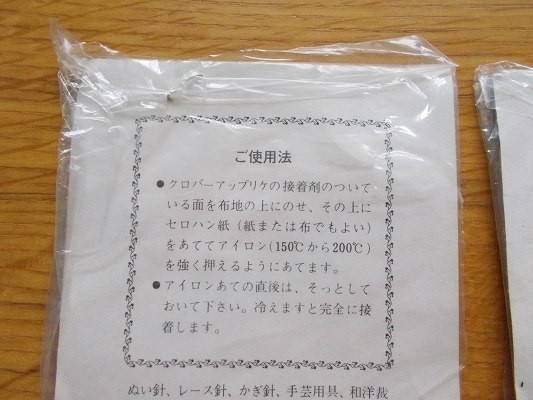 ご使用法
●クロバーアップリケの接着剤のついて
いる面を布地の上にのせ、その上に
セロハン紙（紙または布でもよい）
をあててアイロン(150℃から200℃)
を強く押えるようにあてます。
●アイロンあての直後は、そっとして
おいて下さい。冷えますと完全に接
着します。
ぬい針、レース針、かぎ針、手芸用具、和洋裁